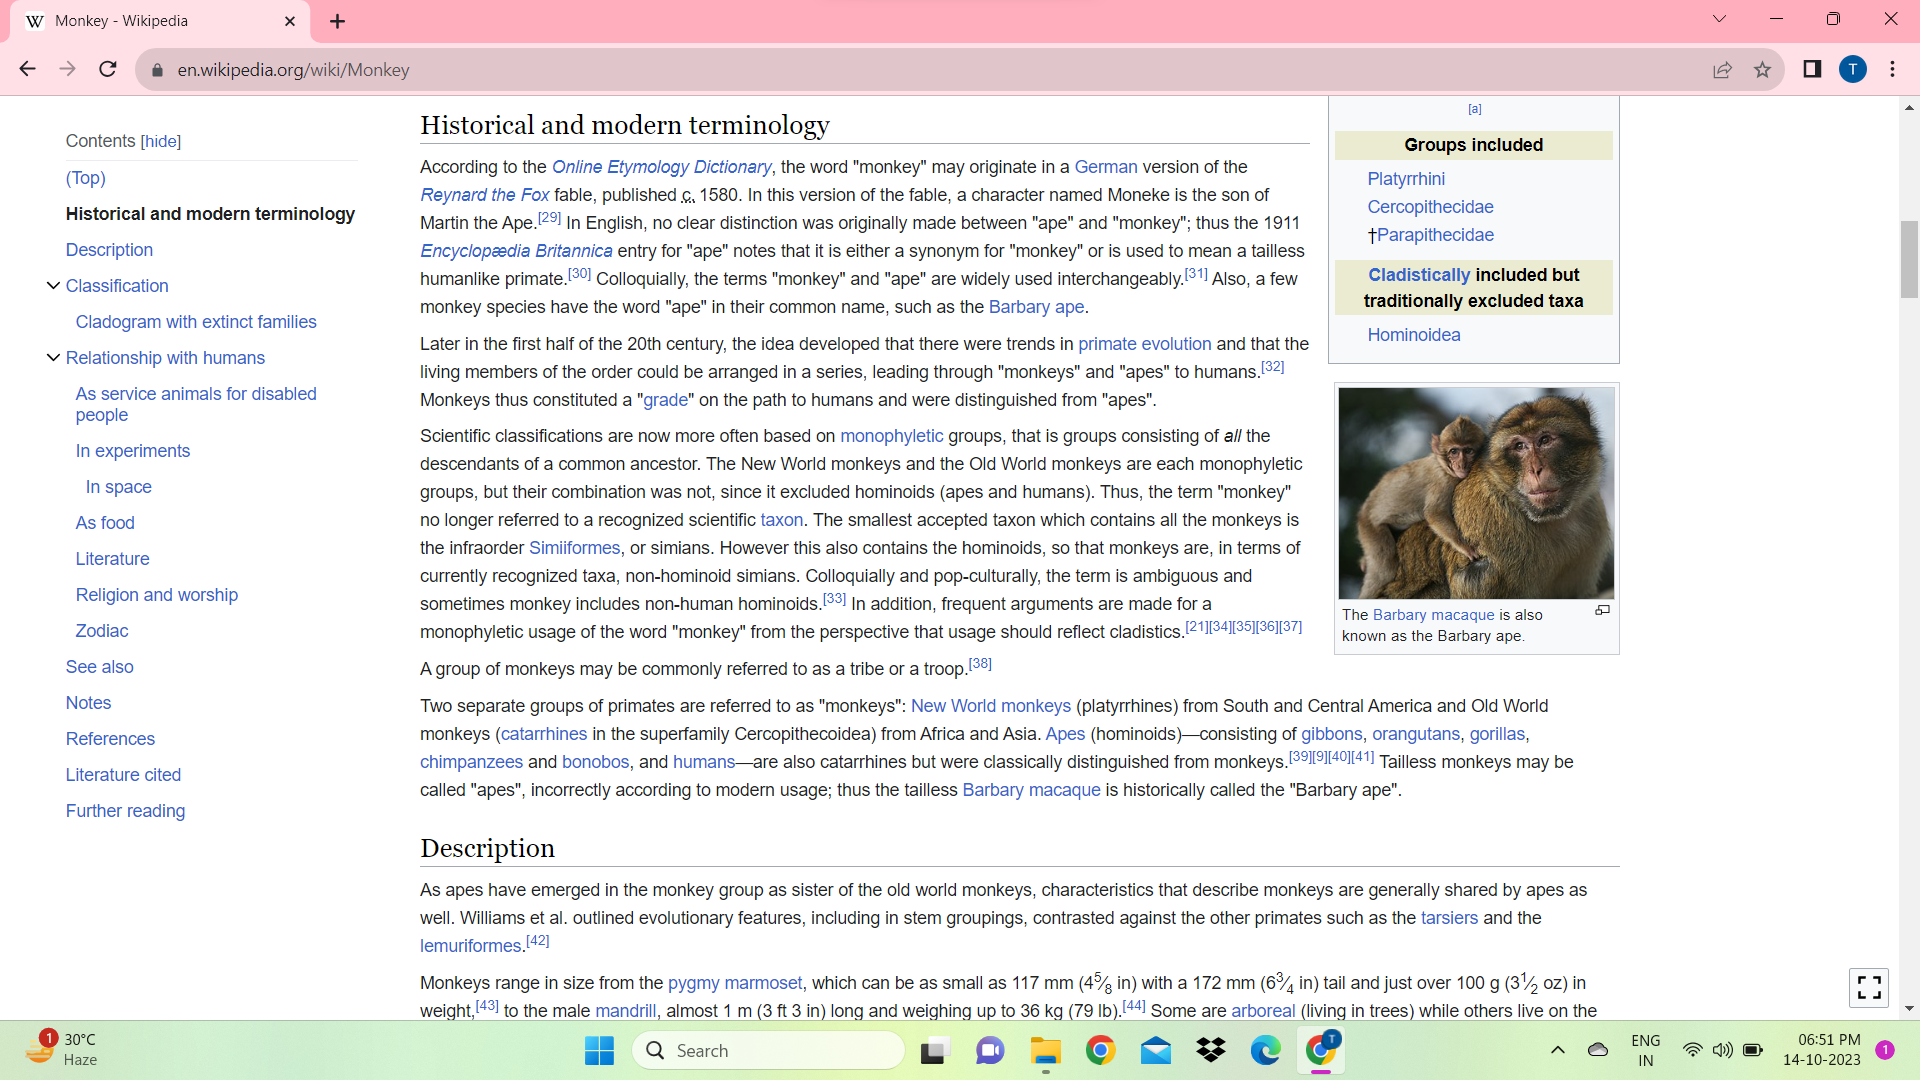 Monkey - Wikipedia
en.wikipedia.org/wiki/Monkey
T
Contents [hide]
(Top)
Historical and modern terminology
Description
Classification
Cladogram with extinct families
Relationship with humans
As service animals for disabled
people
In experiments
In space
As food
Literature
Religion and worship
Zodiac
See also
Notes
References
Literature cited
Further reading
Historical and modern terminology
According to the Online Etymology Dictionary, the word "monkey" may originate in a German version of the
Reynard the Fox fable, published c. 1580. In this version of the fable, a character named Moneke is the son of
Martin the Ape.[29] In English, no clear distinction was originally made between "ape" and "monkey"; thus the 1911
Encyclopædia Britannica entry for "ape" notes that it is either a synonym for "monkey" or is used to mean a tailless
humanlike primate.[30] Colloquially, the terms "monkey" and "ape" are widely used interchangeably.[31] Also, a few
monkey species have the word "ape" in their common name, such as the Barbary ape.
Later in the first half of the 20th century, the idea developed that there were trends in primate evolution and that the
living members of the order could be arranged in a series, leading through "monkeys" and "apes" to humans.[32]
Monkeys thus constituted a "grade" on the path to humans and were distinguished from "apes".
Scientific classifications are now more often based on monophyletic groups, that is groups consisting of all the
descendants of a common ancestor. The New World monkeys and the Old World monkeys are each monophyletic
groups, but their combination was not, since it excluded hominoids (apes and humans). Thus, the term "monkey"
no longer referred to a recognized scientific taxon. The smallest accepted taxon which contains all the monkeys is
the infraorder Simiiformes, or simians. However this also contains the hominoids, so that monkeys are, in terms of
currently recognized taxa, non-hominoid simians. Colloquially and pop-culturally, the term is ambiguous and
sometimes monkey includes non-human hominoids.[33] In addition, frequent arguments are made for a
monophyletic usage of the word "monkey" from the perspective that usage should reflect cladistics.[21][34][35][36][37]
A group of monkeys may be commonly referred to as a tribe or a troop.[38]
Two separate groups of primates are referred to as "monkeys": New World monkeys (platyrrhines) from South and Central America and Old World
monkeys (catarrhines in the superfamily Cercopithecoidea) from Africa and Asia. Apes (hominoids)—consisting of gibbons, orangutans, gorillas,
chimpanzees and bonobos, and humans—are also catarrhines but were classically distinguished from monkeys.[39][9][40][41] Tailless monkeys may be
called "apes", incorrectly according to modern usage; thus the tailless Barbary macaque is historically called the "Barbary ape".
Description
As apes have emerged in the monkey group as sister of the old world monkeys, characteristics that describe monkeys are generally shared by apes as
well. Williams et al. outlined evolutionary features, including in stem groupings, contrasted against the other primates such as the tarsiers and the
lemuriformes.[42]
Monkeys range in size from the pygmy marmoset, which can be as small as 117 mm (4 5⁄8 in) with a 172 mm (6 3⁄4 in) tail and just over 100 g (3 1⁄2 oz) in
weight,[43] to the male mandrill, almost 1 m (3 ft 3 in) long and weighing up to 36 kg (79 lb).[44] Some are arboreal (living in trees) while others live on the
[a]
Groups included
Platyrrhini
Cercopithecidae
†Parapithecidae
Cladistically included but
traditionally excluded taxa
Hominoidea
The Barbary macaque is also
known as the Barbary ape.
1
30°C
Haze
Search
T
ENG
IN
06:51 PM
14-10-2023
1